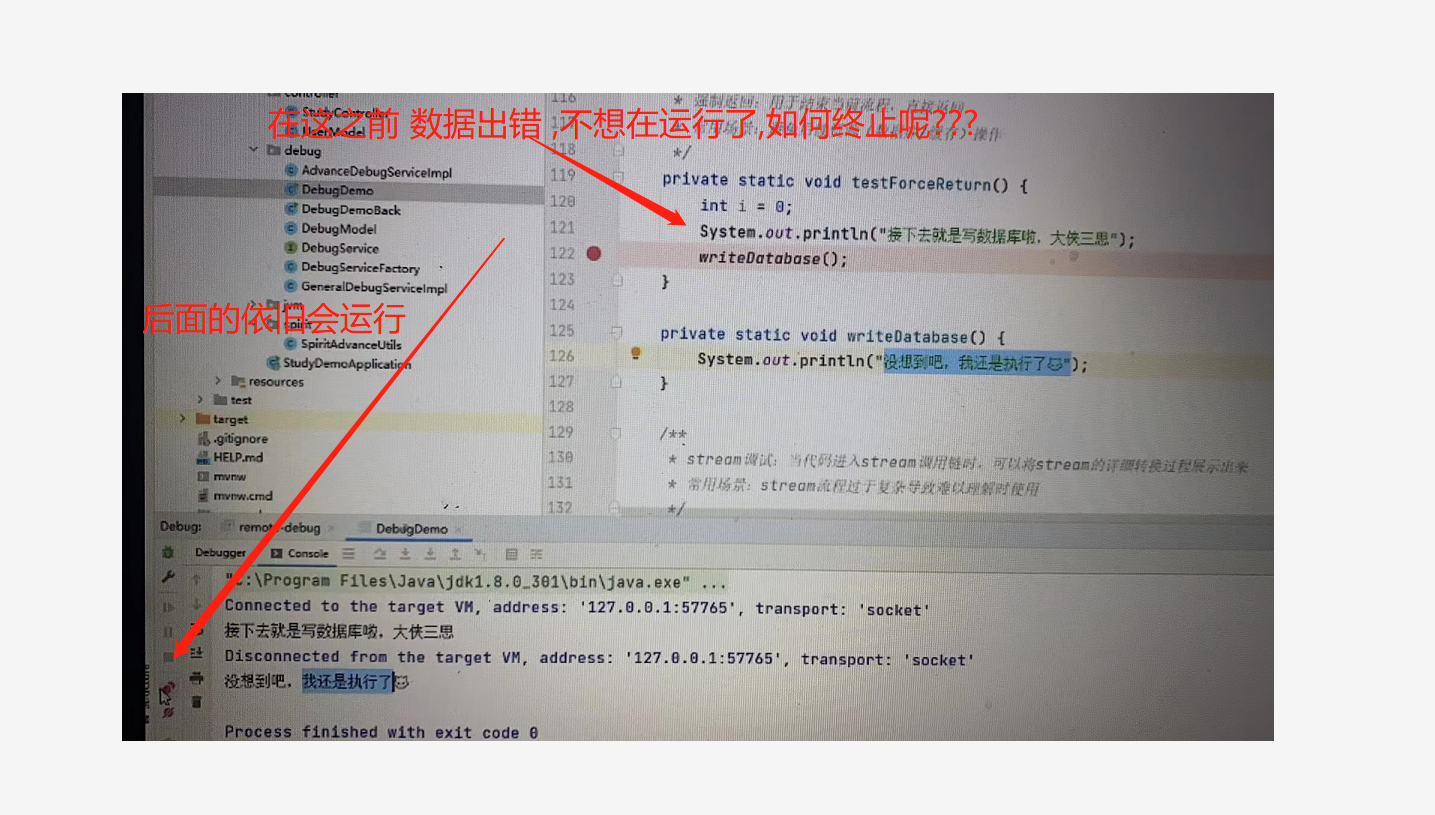 在这之前 数据出错 ,不想在运行了,如何终止呢???
后面的依旧会运行
controller
StudyController
UserModel
debug
AdvanceDebugServiceImpl
DebugDemo
DebugDemoBack
DebugModel
DebugService
DebugServiceFactory
GeneralDebugServiceImpl
jvm
spirit
SpiritAdvanceUtils
StudyDemoApplication
resources
test
target
.gitignore
HELP.md
mvnw
mvnw.cmd
116 * 强制返回：用于结束当前流程，直接返回
118 */
119 private static void testForceReturn() {
120 int i = 0;
121 System.out.println("接下去就是写数据库啦，大侠三思");
122 writeDatabase();
123 }
124
125 private static void writeDatabase() {
126 System.out.println("没想到吧，我还是执行了🐱");
127 }
128
129 /**
130 * stream调试：当代码进入stream调用链时，可以将stream的详细转换过程展示出来
131 * 常用场景：stream流程过于复杂导致难以理解时使用
132 */
Debug: remote-debug DebugDemo
Debugger Console
:\Program Files\Java\jdk1.8.0_301\bin\java.exe" ...
Connected to the target VM, address: '127.0.0.1:57765', transport: 'socket'
接下去就是写数据库啦，大侠三思
Disconnected from the target VM, address: '127.0.0.1:57765', transport: 'socket'
没想到吧，我还是执行了🐱
Process finished with exit code 0